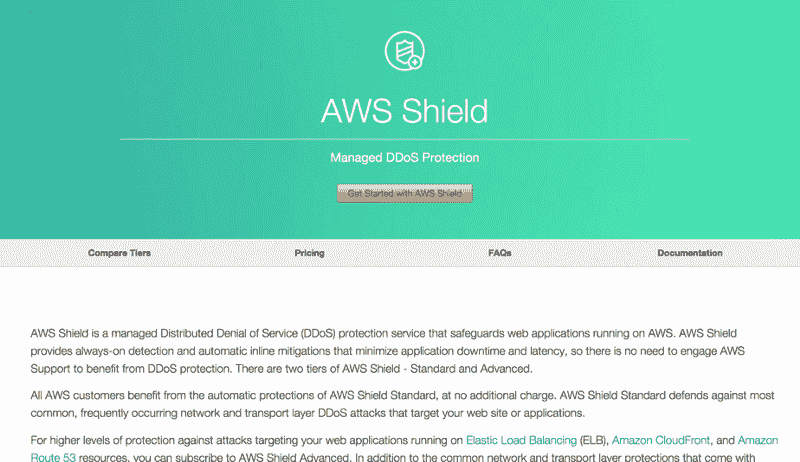 AWS Shield
Managed DDoS Protection
Get Started with AWS Shield
Compare Tiers
Pricing
FAQs
Documentation
AWS Shield is a managed Distributed Denial of Service (DDoS) protection service that safeguards web applications running on AWS. AWS Shield
provides always-on detection and automatic inline mitigations that minimize application downtime and latency, so there is no need to engage AWS
Support to benefit from DDoS protection. There are two tiers of AWS Shield - Standard and Advanced.
All AWS customers benefit from the automatic protections of AWS Shield Standard, at no additional charge. AWS Shield Standard defends against most
common, frequently occurring network and transport layer DDoS attacks that target your web site or applications.
For higher levels of protection against attacks targeting your web applications running on Elastic Load Balancing (ELB), Amazon CloudFront, and Amazon
Route 53 resources, you can subscribe to AWS Shield Advanced. In addition to the common network and transport layer protections that come with